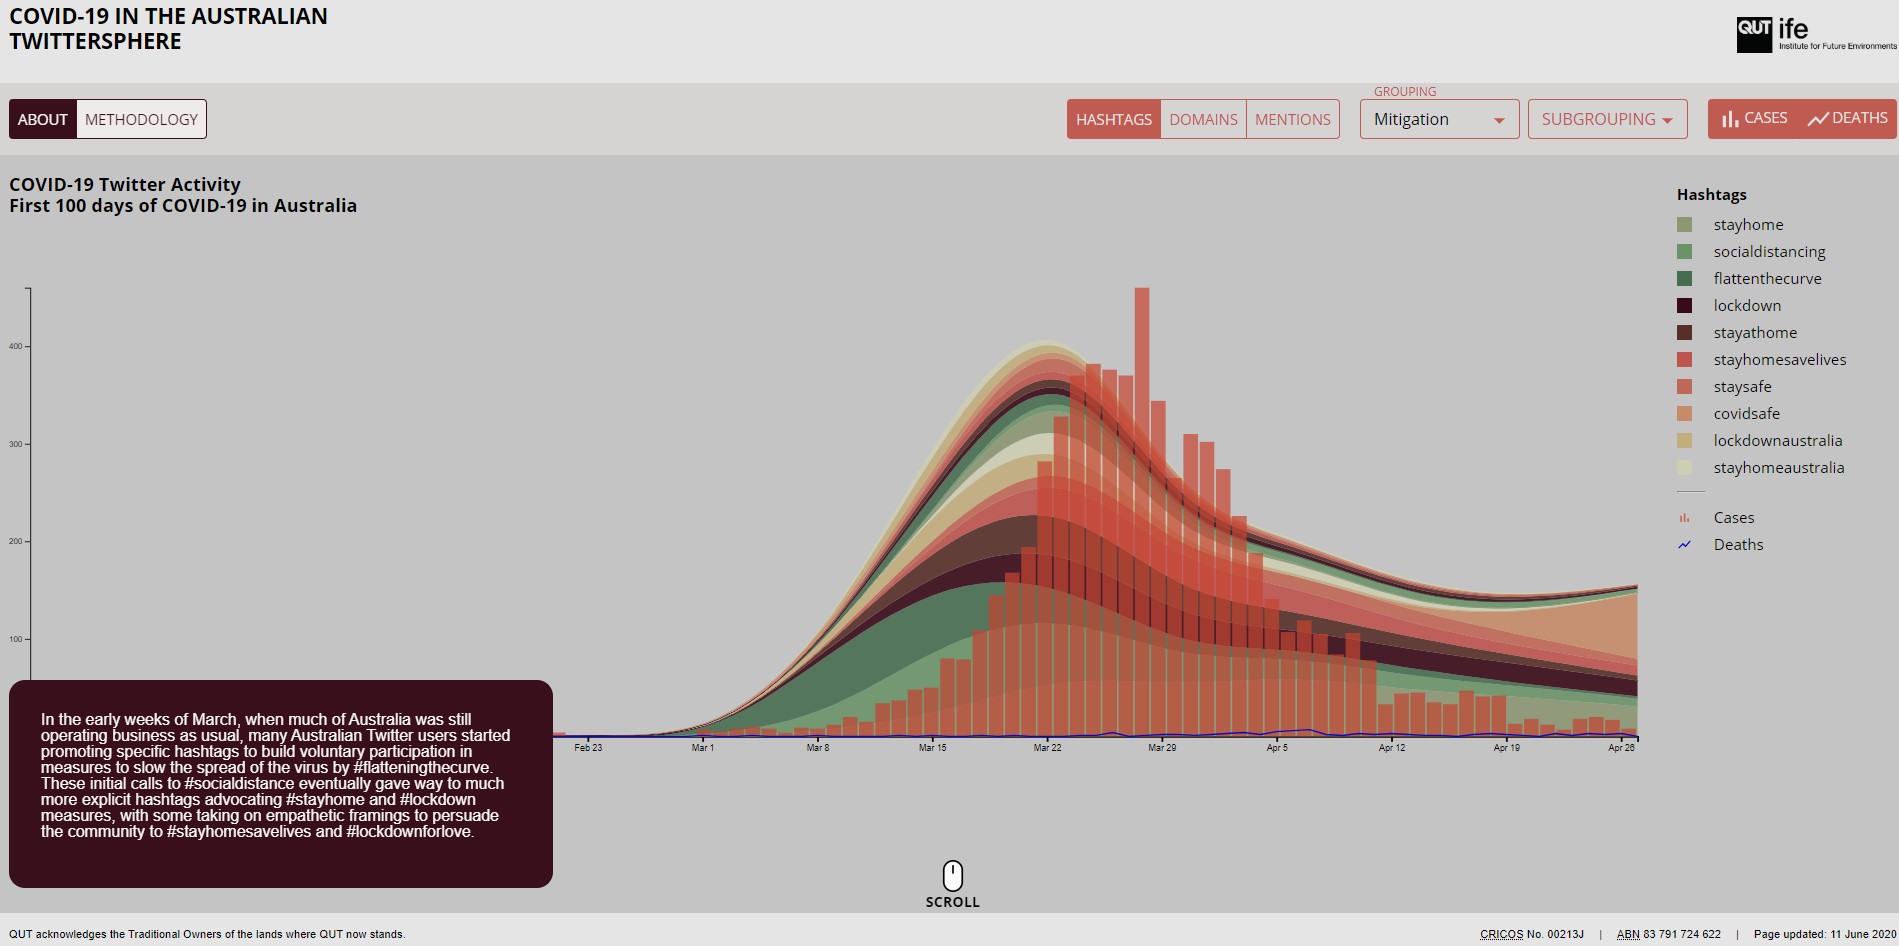 COVID-19 IN THE AUSTRALIAN
TWITTERSPHERE
QUT ife
Institute for Future Environments
ABOUT METHODOLOGY
HASHTAGS DOMAINS MENTIONS
GROUPING
Mitigation
SUBGROUPING
CASES DEATHS
COVID-19 Twitter Activity
First 100 days of COVID-19 in Australia
Hashtags
stayhome
socialdistancing
flattenthecurve
lockdown
stayathome
stayhomesavelives
staysafe
covidsafe
lockdownaustralia
stayhomeaustralia
Cases
Deaths
400
300
200
100
Feb 23 Mar 1 Mar 8 Mar 15 Mar 22 Mar 29 Apr 5 Apr 12 Apr 19 Apr 26
In the early weeks of March, when much of Australia was still
operating business as usual, many Australian Twitter users started
promoting specific hashtags to build voluntary participation in
measures to slow the spread of the virus by #flatteningthecurve.
These initial calls to #socialdistance eventually gave way to much
more explicit hashtags advocating #stayhome and #lockdown
measures, with some taking on empathetic framings to persuade
the community to #stayhomesavelives and #lockdownforlove.
SCROLL
QUT acknowledges the Traditional Owners of the lands where QUT now stands.
CRICOS No. 00213J | ABN 83 791 724 622 | Page updated: 11 June 2020